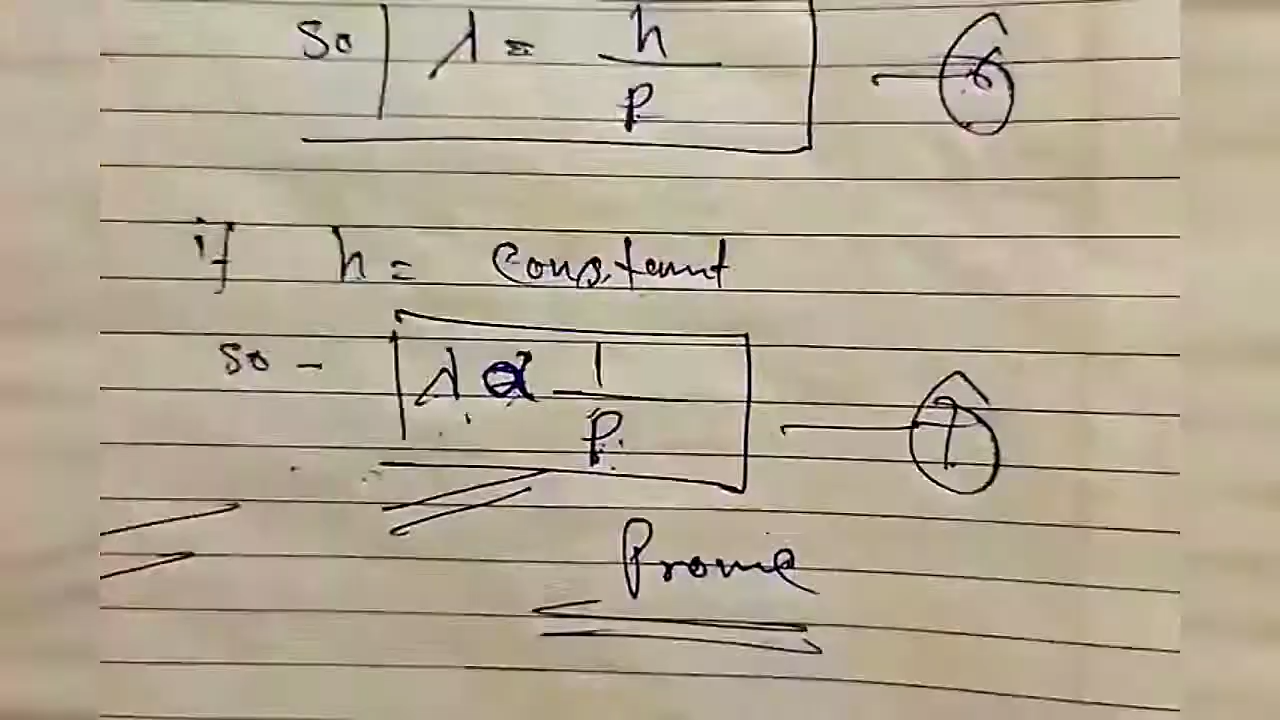 So λ = h/p — 6
if h = constant
so - λ α 1/p — 7
Prove